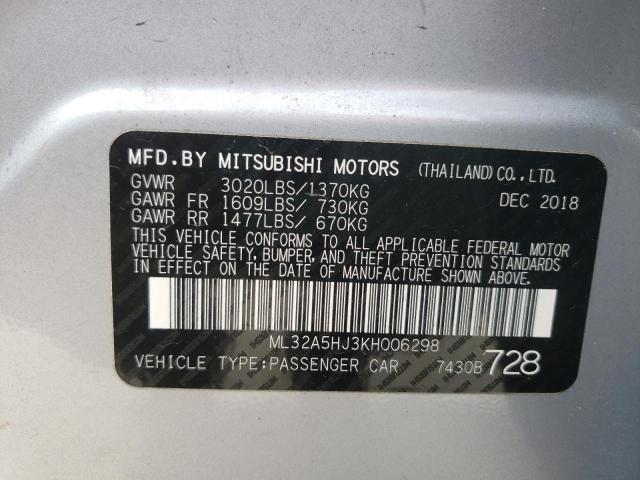 MFD.BY MITSUBISHI MOTORS (THAILAND) CO.,LTD.
GVWR 3020LBS/1370KG DEC 2018
GAWR FR 1609LBS/ 730KG
GAWR RR 1477LBS/ 670KG
THIS VEHICLE CONFORMS TO ALL APPLICABLE FEDERAL MOTOR
VEHICLE SAFETY, BUMPER, AND THEFT PREVENTION STANDARDS
IN EFFECT ON THE DATE OF MANUFACTURE SHOWN ABOVE.
ML32A5HJ3KH006298
VEHICLE TYPE:PASSENGER CAR 7430B 728